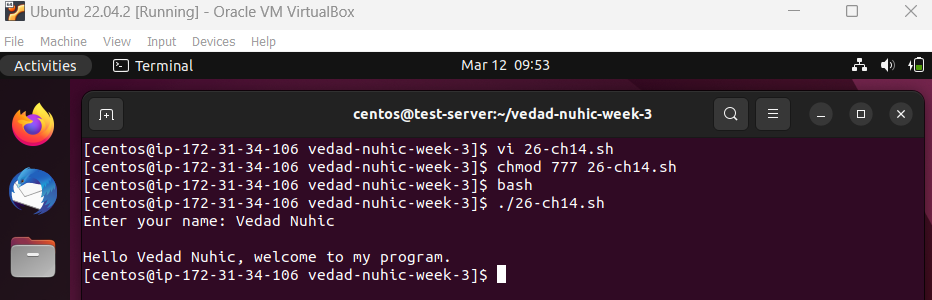 Ubuntu 22.04.2 [Running] - Oracle VM VirtualBox
File Machine View Input Devices Help
Activities Terminal Mar 12 09:53
centos@test-server:~/vedad-nuhic-week-3
[centos@ip-172-31-34-106 vedad-nuhic-week-3]$ vi 26-ch14.sh
[centos@ip-172-31-34-106 vedad-nuhic-week-3]$ chmod 777 26-ch14.sh
[centos@ip-172-31-34-106 vedad-nuhic-week-3]$ bash
[centos@ip-172-31-34-106 vedad-nuhic-week-3]$ ./26-ch14.sh
Enter your name: Vedad Nuhic
Hello Vedad Nuhic, welcome to my program.
[centos@ip-172-31-34-106 vedad-nuhic-week-3]$